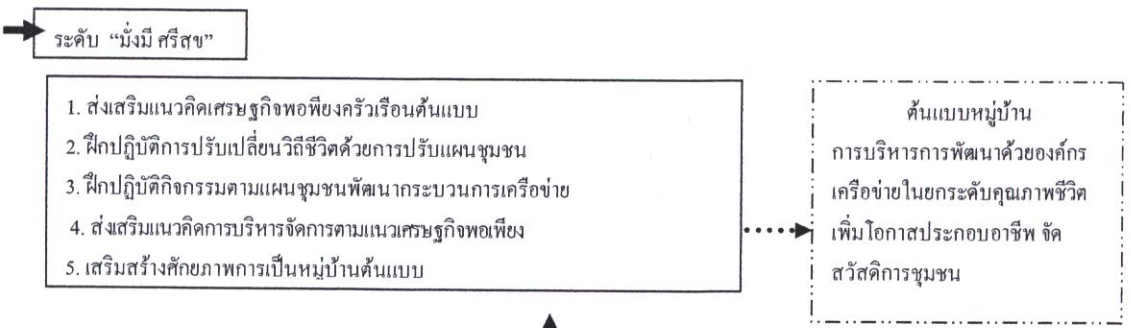 ระดับ “มั่งมี ศรีสุข”
1. ส่งเสริมแนวคิดเศรษฐกิจพอพียงครัวเรือนต้นแบบ
2. ฝึกปฏิบัติการปรับเปลี่ยนวิถีชีวิตด้วยการปรับแผนชุมชน
3. ฝึกปฏิบัติกิจกรรมตามแผนชุมชนพัฒนากระบวนการเครือข่าย
4. ส่งเสริมแนวคิดการบริหารจัดการตามแนวเศรษฐกิจพอเพียง
5. เสริมสร้างศักยภาพการเป็นหมู่บ้านต้นแบบ
ต้นแบบหมู่บ้าน
การบริหารการพัฒนาด้วยองค์กร
เครือข่ายในยกระดับคุณภาพชีวิต
เพิ่มโอกาสประกอบอาชีพ จัด
สวัสดิการชุมชน